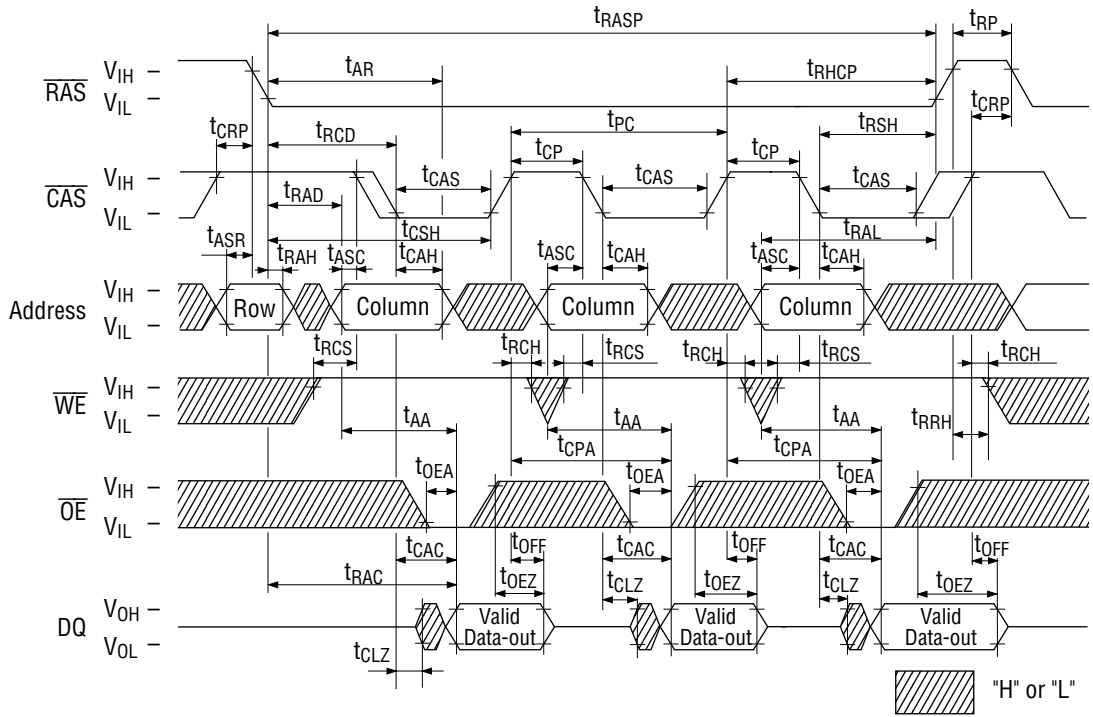 tRASP tRP
tAR tRHCP
RAS VIH
VIL
tCRP tRCD tPC tRSH tCRP
tCP tCP
CAS VIH
VIL
tRAD tCAS tCAS tCAS
tCSH tRAL
tASR tRAH tASC tCAH tASC tCAH tASC tCAH
Address VIH
VIL
Row Column Column Column
tRCS tRCH tRCS tRCH tRCS tRCH
WE VIH
VIL
tAA tAA tAA tRRH
tCPA tCPA
tOEA tOEA tOEA
OE VIH
VIL
tCAC tOFF tCAC tOFF tCAC tOFF
tRAC tOEZ tCLZ tOEZ tCLZ tOEZ
DQ VOH
VOL
Valid Data-out Valid Data-out Valid Data-out
tCLZ
"H" or "L"